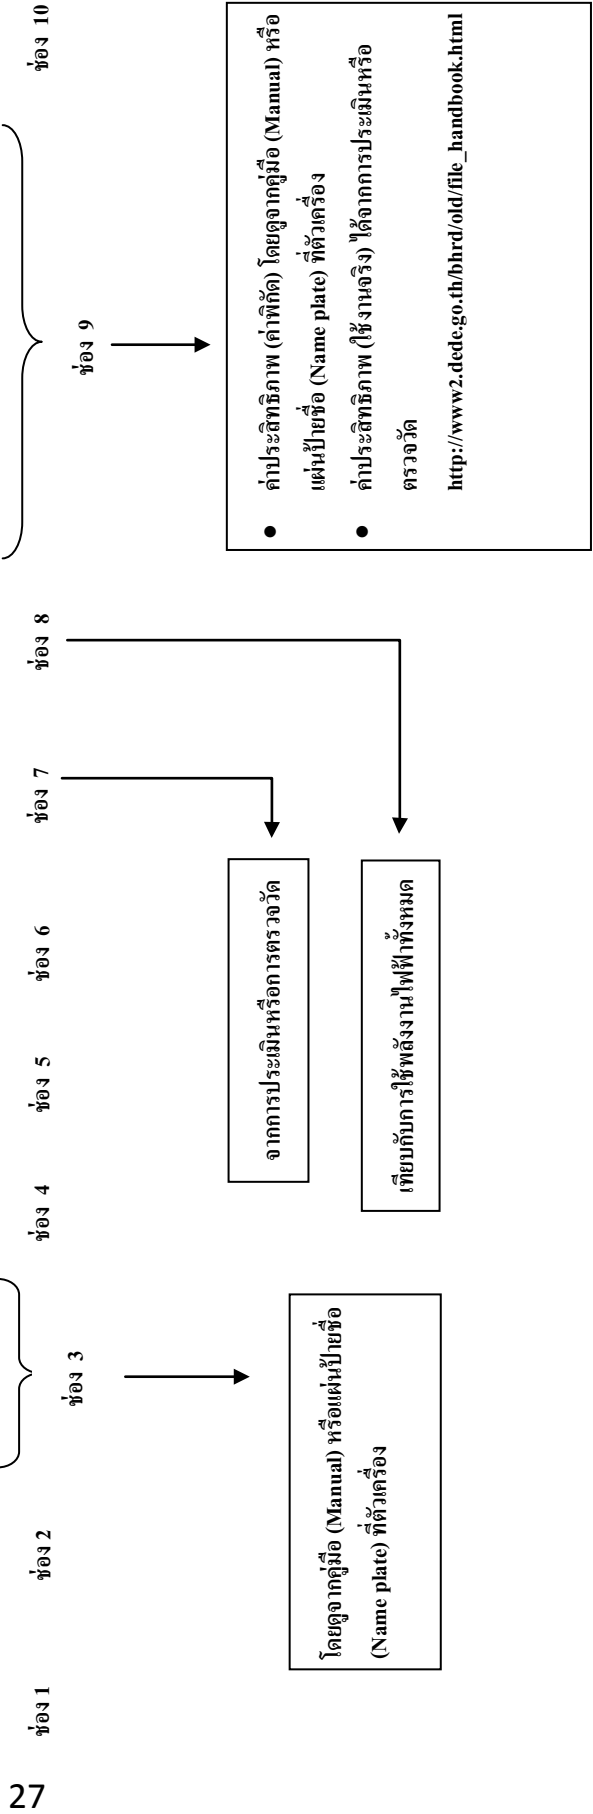 ช่อง 1
ช่อง 2
ช่อง 3
ช่อง 4
ช่อง 5
ช่อง 6
ช่อง 7
ช่อง 8
ช่อง 9
ช่อง 10
โดยดูจากคู่มือ (Manual) หรือแผ่นป้ายชื่อ
(Name plate) ที่ตัวเครื่อง
จากการประเมินหรือการตรวจวัด
เทียบกับการใช้พลังงานไฟฟ้าทั้งหมด
● ค่าประสิทธิภาพ (ค่าพิกัด) โดยดูจากคู่มือ (Manual) หรือ
แผ่นป้ายชื่อ (Name plate) ที่ตัวเครื่อง
● ค่าประสิทธิภาพ (ใช้งานจริง) ได้จากการประเมินหรือ
ตรวจวัด
http://www2.dede.go.th/bhrd/old/file_handbook.html
27